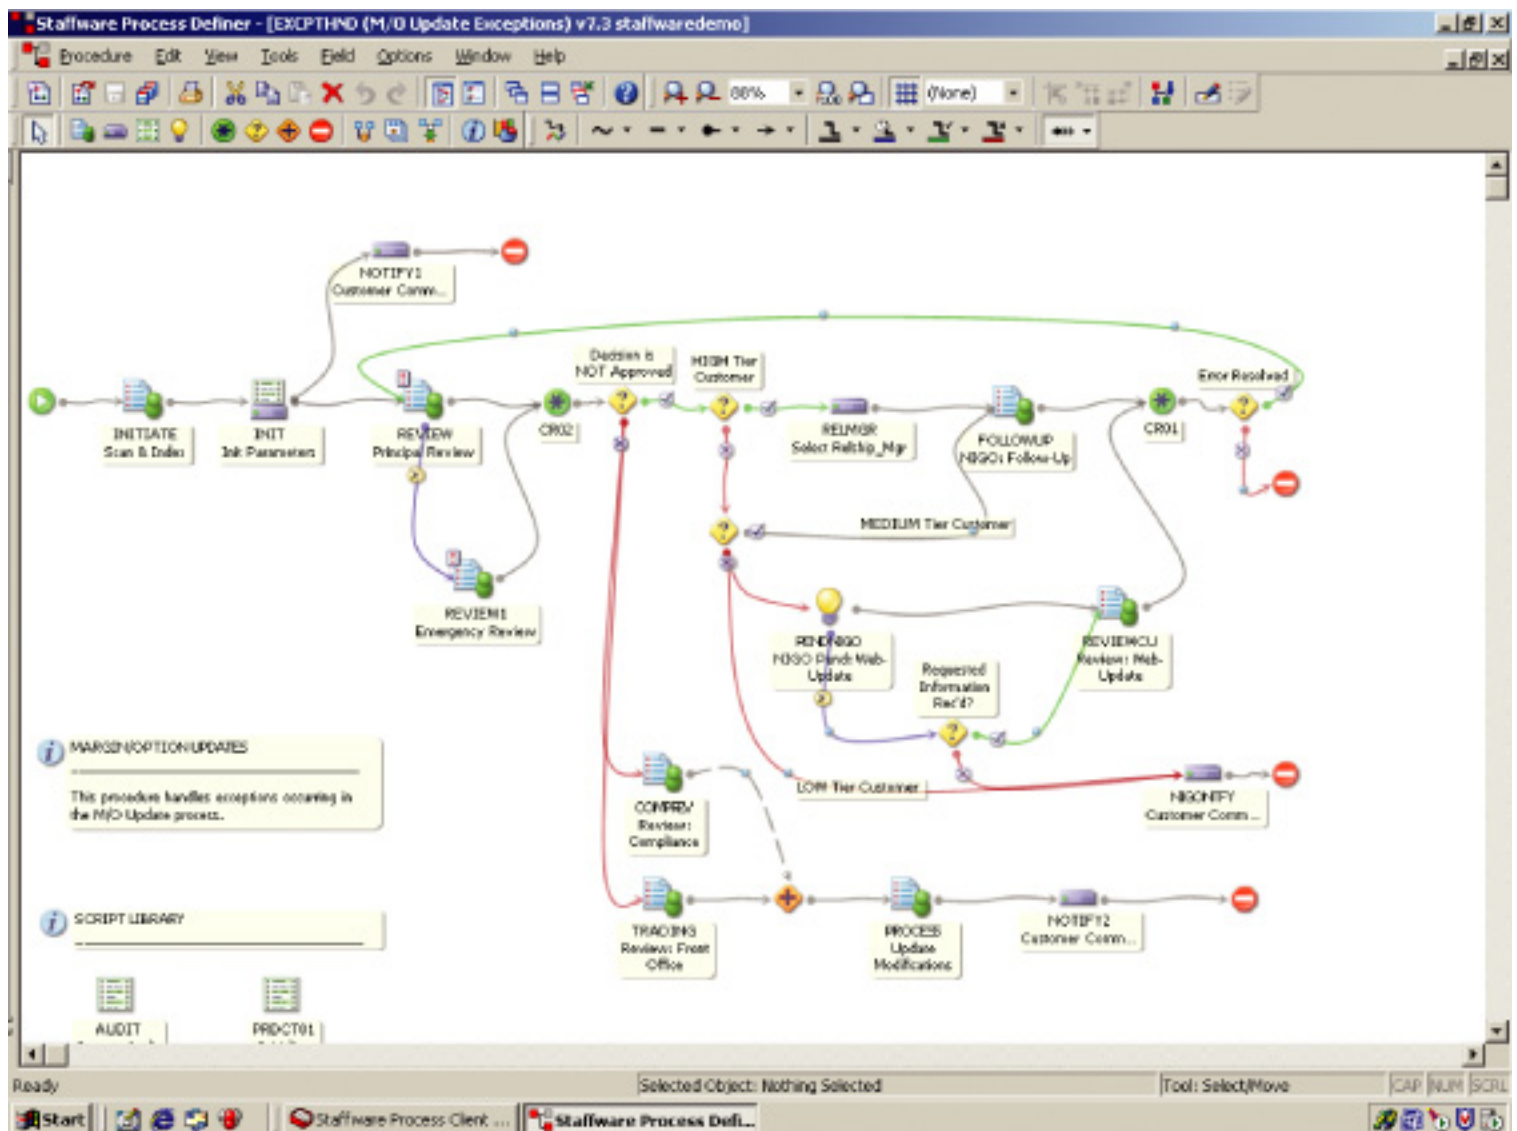 Staffware Process Definer - [EXCPTHND (M/O Update Exceptions) v7.3 staffwaredemo]
Procedure Edit View Tools Field Options Window Help
88% (None)
NOTIFY1
Customer Comm...
Decision is
NOT Approved
HIGH Tier
Customer
Error Resolved
INITIATE
Scan & Index
INIT
Init Parameters
REVIEW
Principal Review
CR02
RELMGR
Select Relship_Mgr
FOLLOWUP
NIGO: Follow-Up
CR01
MEDIUM Tier Customer
REVIEW1
Emergency Review
PENDNIGO
NIGO Pend: Web-
Update
Requested
Information
Rec'd?
REVIEWCU
Review: Web-
Update
MARGIN/OPTION UPDATES
This procedure handles exceptions occurring in
the M/O Update process.
LOW Tier Customer
NIGONTFY
Customer Comm ...
COMPREV
Review:
Compliance
SCRIPT LIBRARY
TRADING
Review: Front
Office
PROCESS
Update
Modifications
NOTIFY2
Customer Comm...
AUDIT
PRDCT01
Ready
Selected Object: Nothing Selected
Tool: Select/Move
CAP NUM SCRL
Start
Staffware Process Client ...
Staffware Process Defi...